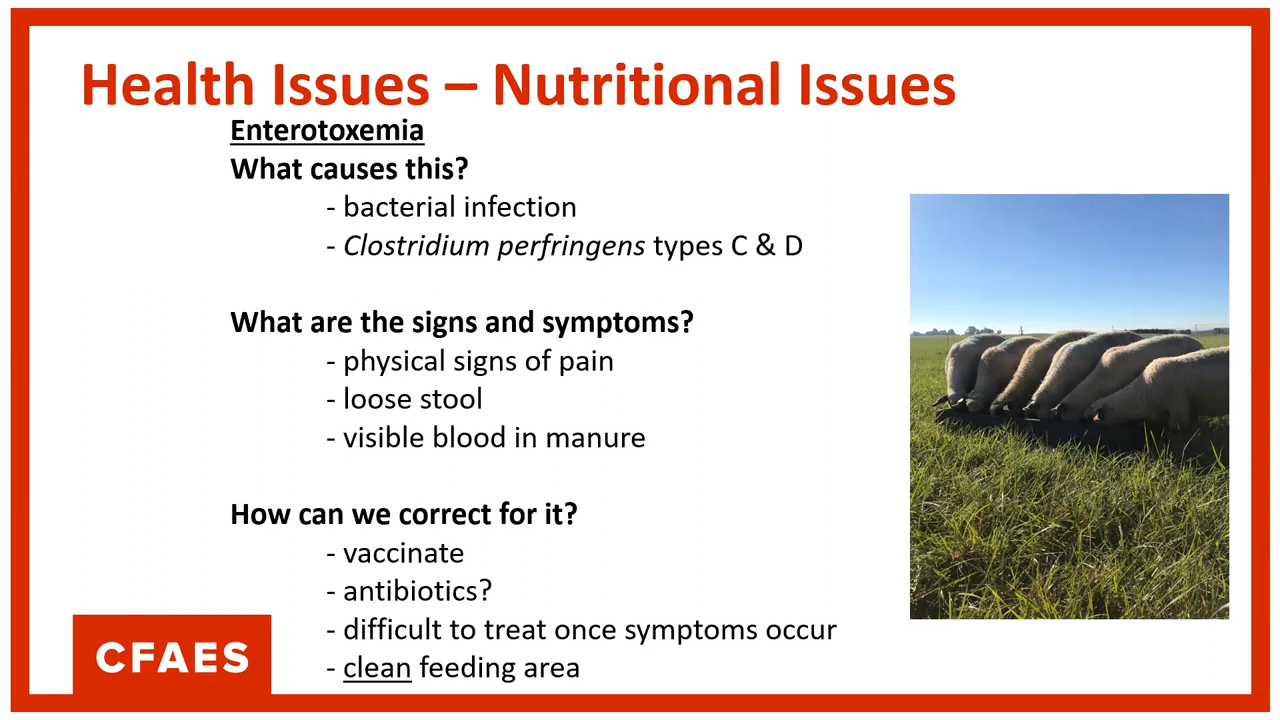 Health Issues – Nutritional Issues
Enterotoxemia
What causes this?
- bacterial infection
- Clostridium perfringens types C & D
What are the signs and symptoms?
- physical signs of pain
- loose stool
- visible blood in manure
How can we correct for it?
- vaccinate
- antibiotics?
- difficult to treat once symptoms occur
- clean feeding area
CFAES